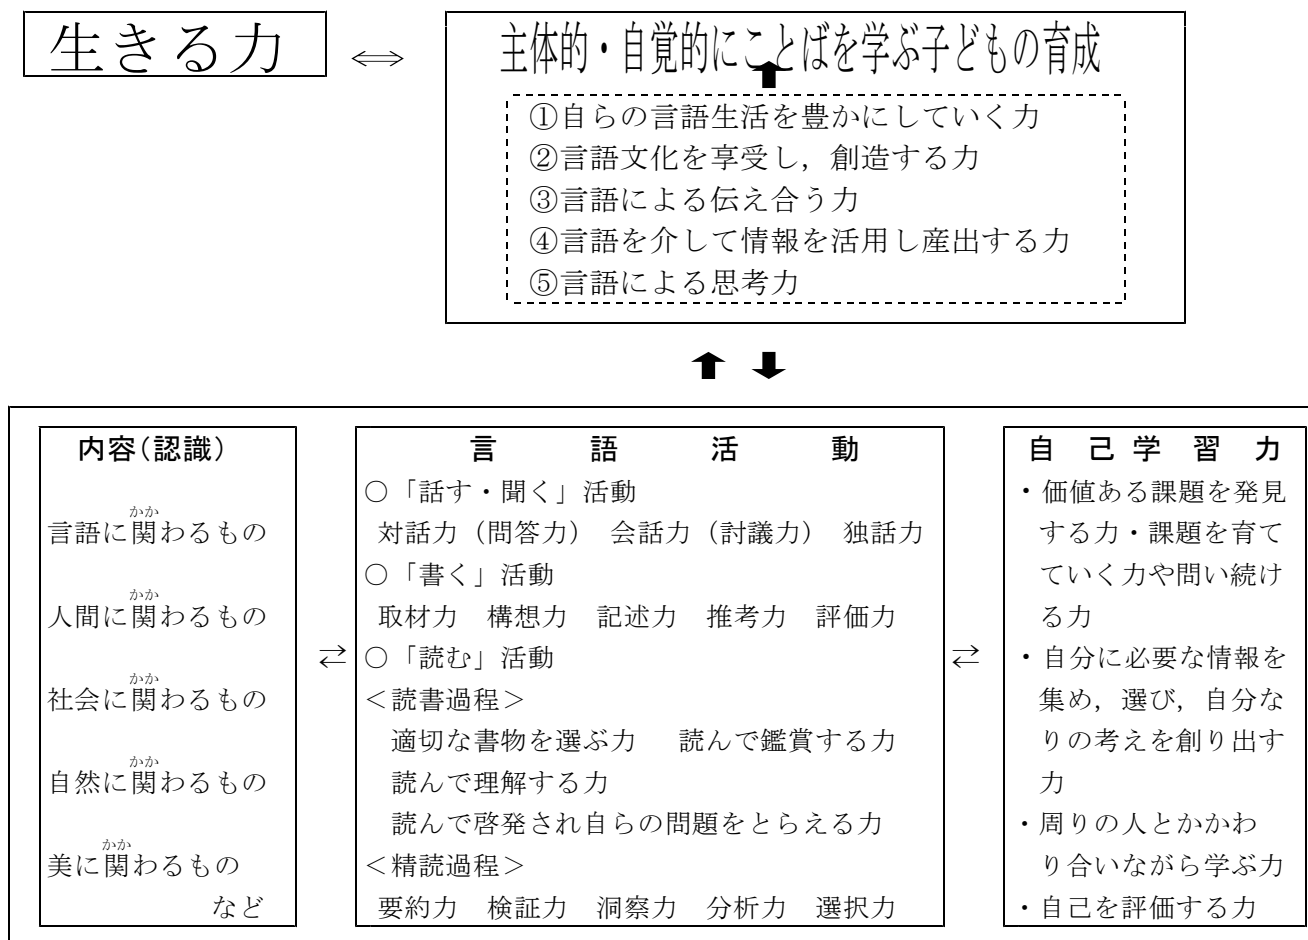 生きる力
⇔
主体的・自覚的にことばを学ぶ子どもの育成
①自らの言語生活を豊かにしていく力
②言語文化を享受し，創造する力
③言語による伝え合う力
④言語を介して情報を活用し産出する力
⑤言語による思考力
内容(認識)
かか
言語に関わるもの
かか
人間に関わるもの
かか
社会に関わるもの
かか
自然に関わるもの
かか
美に関わるもの
など
⇄
言語活動
○「話す・聞く」活動
対話力（問答力） 会話力（討議力） 独話力
○「書く」活動
取材力 構想力 記述力 推考力 評価力
○「読む」活動
＜読書過程＞
適切な書物を選ぶ力 読んで鑑賞する力
読んで理解する力
読んで啓発され自らの問題をとらえる力
＜精読過程＞
要約力 検証力 洞察力 分析力 選択力
⇄
自己学習力
・価値ある課題を発見
する力・課題を育て
ていく力や問い続け
る力
・自分に必要な情報を
集め，選び，自分な
りの考えを創り出す
力
・周りの人とかかわ
り合いながら学ぶ力
・自己を評価する力